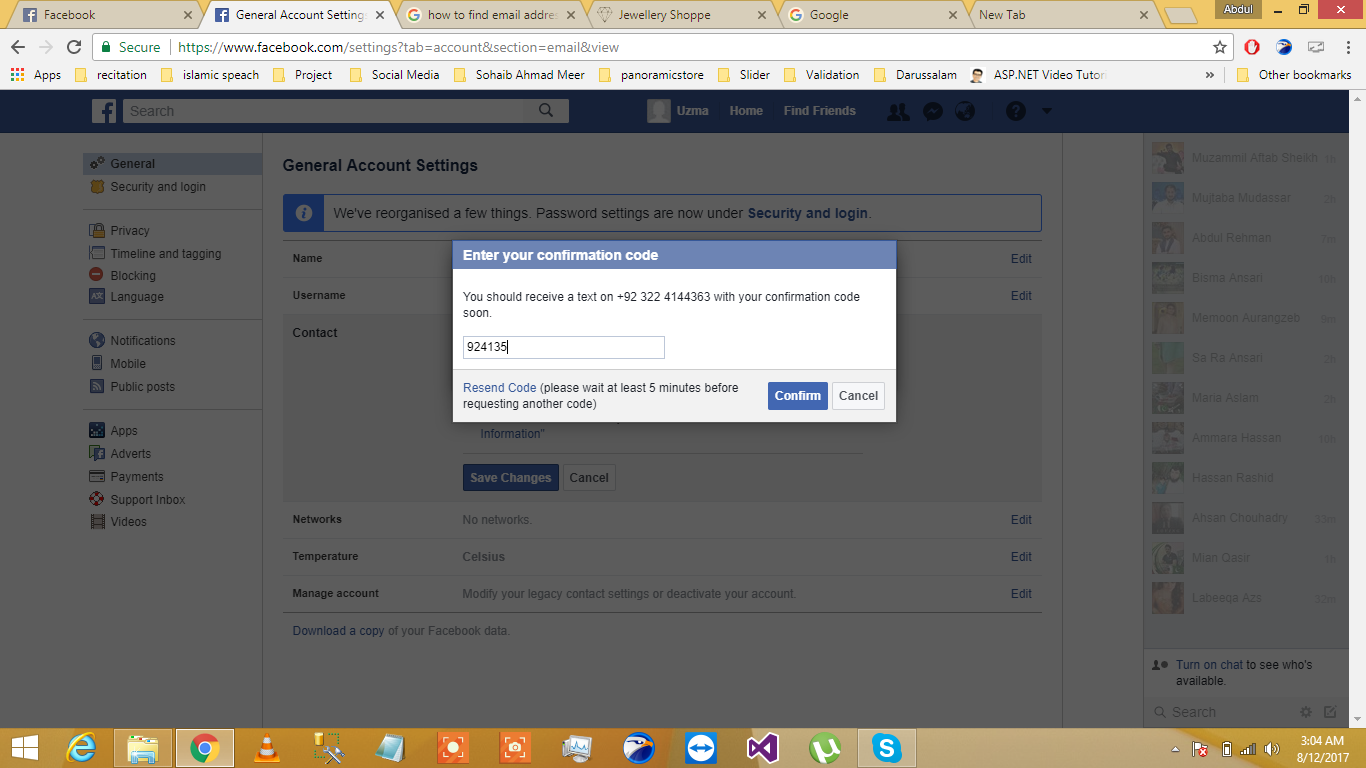 Facebook
General Account Settings
how to find email addre
Jewellery Shoppe
Google
New Tab
Abdul
Secure
https://www.facebook.com/settings?tab=account&section=email&view
Apps
recitation
islamic speach
Project
Social Media
Sohaib Ahmad Meer
panoramicstore
Slider
Validation
Darussalam
ASP.NET Video Tutor
»
Other bookmarks
Search
Uzma
Home
Find Friends
General
Security and login
Privacy
Timeline and tagging
Blocking
Language
Notifications
Mobile
Public posts
Apps
Adverts
Payments
Support Inbox
Videos
General Account Settings
We've reorganised a few things. Password settings are now under Security and login.
Name
Edit
Username
Edit
Contact
Enter your confirmation code
You should receive a text on +92 322 4144363 with your confirmation code
soon.
924135
Resend Code (please wait at least 5 minutes before
requesting another code)
Confirm
Cancel
Information"
Save Changes
Cancel
Networks
No networks.
Edit
Temperature
Celsius
Edit
Manage account
Modify your legacy contact settings or deactivate your account.
Edit
Download a copy of your Facebook data.
Muzammil Aftab Sheikh 1h
Mujtaba Mudassar 2h
Abdul Rehman 7m
Bisma Ansari 10h
Memoon Aurangzeb 9m
Sa Ra Ansari 2h
Maria Aslam 2h
Ammara Hassan 10h
Hassan Rashid
Ahsan Chouhadry 33m
Mian Qasir 1h
Labeeqa Azs 32m
Turn on chat to see who's
available.
Search
3:04 AM
8/12/2017